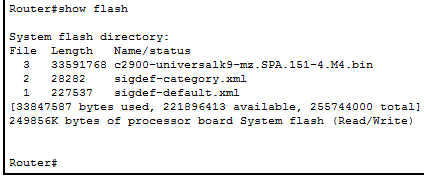 Router#show flash
System flash directory:
File  Length   Name/status
  3   33591768 c2900-universalk9-mz.SPA.151-4.M4.bin
  2   28282    sigdef-category.xml
  1   227537   sigdef-default.xml
[33847587 bytes used, 221896413 available, 255744000 total]
249856K bytes of processor board System flash (Read/Write)
Router#